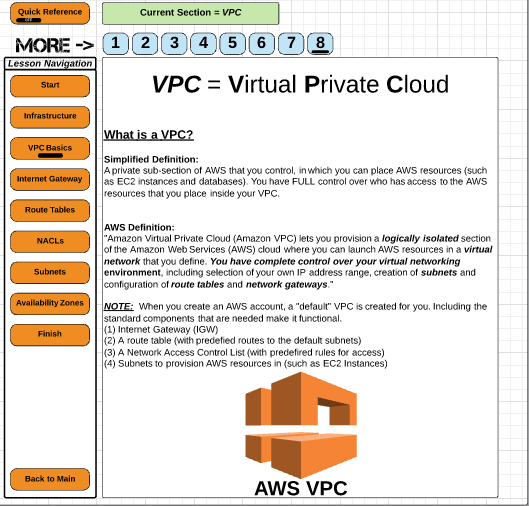 Quick Reference
OFF
Current Section = VPC
MORE ->
1 2 3 4 5 6 7 8
Lesson Navigation
Start
Infrastructure
VPC Basics
Internet Gateway
Route Tables
NACLs
Subnets
Availability Zones
Finish
Back to Main
VPC = Virtual Private Cloud
What is a VPC?
Simplified Definition:
A private sub-section of AWS that you control, in which you can place AWS resources (such
as EC2 instances and databases). You have FULL control over who has access to the AWS
resources that you place inside your VPC.
AWS Definition:
"Amazon Virtual Private Cloud (Amazon VPC) lets you provision a logically isolated section
of the Amazon Web Services (AWS) cloud where you can launch AWS resources in a virtual
network that you define. You have complete control over your virtual networking
environment, including selection of your own IP address range, creation of subnets and
configuration of route tables and network gateways."
NOTE: When you create an AWS account, a "default" VPC is created for you. Including the
standard components that are needed make it functional.
(1) Internet Gateway (IGW)
(2) A route table (with predefied routes to the default subnets)
(3) A Network Access Control List (with predefired rules for access)
(4) Subnets to provision AWS resources in (such as EC2 Instances)
AWS VPC